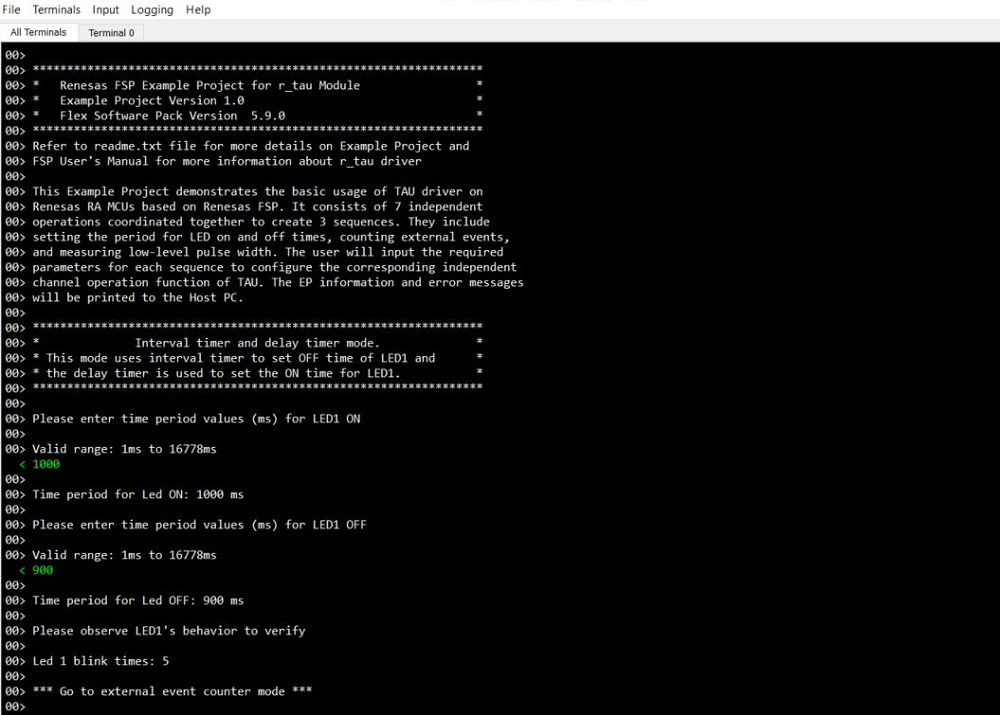 File Terminals Input Logging Help
All Terminals Terminal 0
00>
00> ******************************************************************
00> *   Renesas FSP Example Project for r_tau Module                 *
00> *   Example Project Version 1.0                                  *
00> *   Flex Software Pack Version  5.9.0                            *
00> ******************************************************************
00> Refer to readme.txt file for more details on Example Project and
00> FSP User's Manual for more information about r_tau driver
00>
00> This Example Project demonstrates the basic usage of TAU driver on
00> Renesas RA MCUs based on Renesas FSP. It consists of 7 independent
00> operations coordinated together to create 3 sequences. They include
00> setting the period for LED on and off times, counting external events,
00> and measuring low-level pulse width. The user will input the required
00> parameters for each sequence to configure the corresponding independent
00> channel operation function of TAU. The EP information and error messages
00> will be printed to the Host PC.
00>
00> ******************************************************************
00> *              Interval timer and delay timer mode.              *
00> * This mode uses interval timer to set OFF time of LED1 and      *
00> * the delay timer is used to set the ON time for LED1.           *
00> ******************************************************************
00>
00> Please enter time period values (ms) for LED1 ON
00>
00> Valid range: 1ms to 16778ms
< 1000
00>
00> Time period for Led ON: 1000 ms
00>
00> Please enter time period values (ms) for LED1 OFF
00>
00> Valid range: 1ms to 16778ms
< 900
00>
00> Time period for Led OFF: 900 ms
00>
00> Please observe LED1's behavior to verify
00>
00> Led 1 blink times: 5
00>
00> *** Go to external event counter mode ***
00>